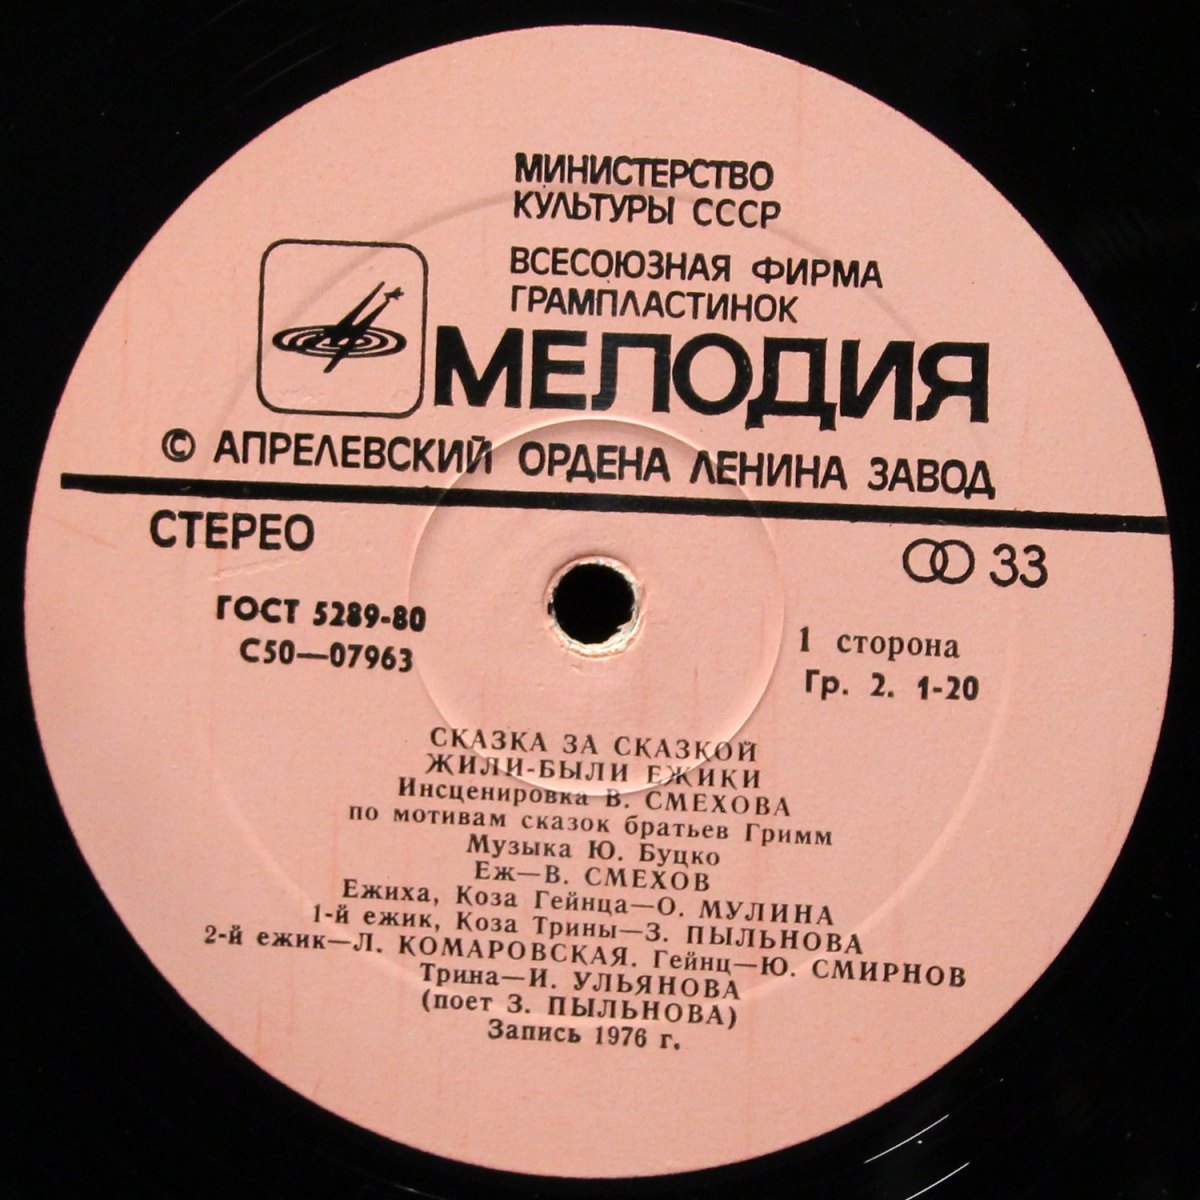 МИНИСТЕРСТВО
КУЛЬТУРЫ СССР
ВСЕСОЮЗНАЯ ФИРМА
ГРАМПЛАСТИНОК
МЕЛОДИЯ
© АПРЕЛЕВСКИЙ ОРДЕНА ЛЕНИНА ЗАВОД
СТЕРЕО
33
ГОСТ 5289-80
С50—07963
1 сторона
Гр. 2. 1-20
СКАЗКА ЗА СКАЗКОЙ
ЖИЛИ-БЫЛИ ЕЖИКИ
Инсценировка В. СМЕХОВА
по мотивам сказок братьев Гримм
Музыка Ю. Буцко
Еж—В. СМЕХОВ
Ежиха, Коза Гейнца—О. МУЛИНА
1-й ежик, Коза Трины—З. ПЫЛЬНОВА
2-й ежик—Л. КОМАРОВСКАЯ. Гейнц—Ю. СМИРНОВ
Трина—И. УЛЬЯНОВА
(поет З. ПЫЛЬНОВА)
Запись 1976 г.